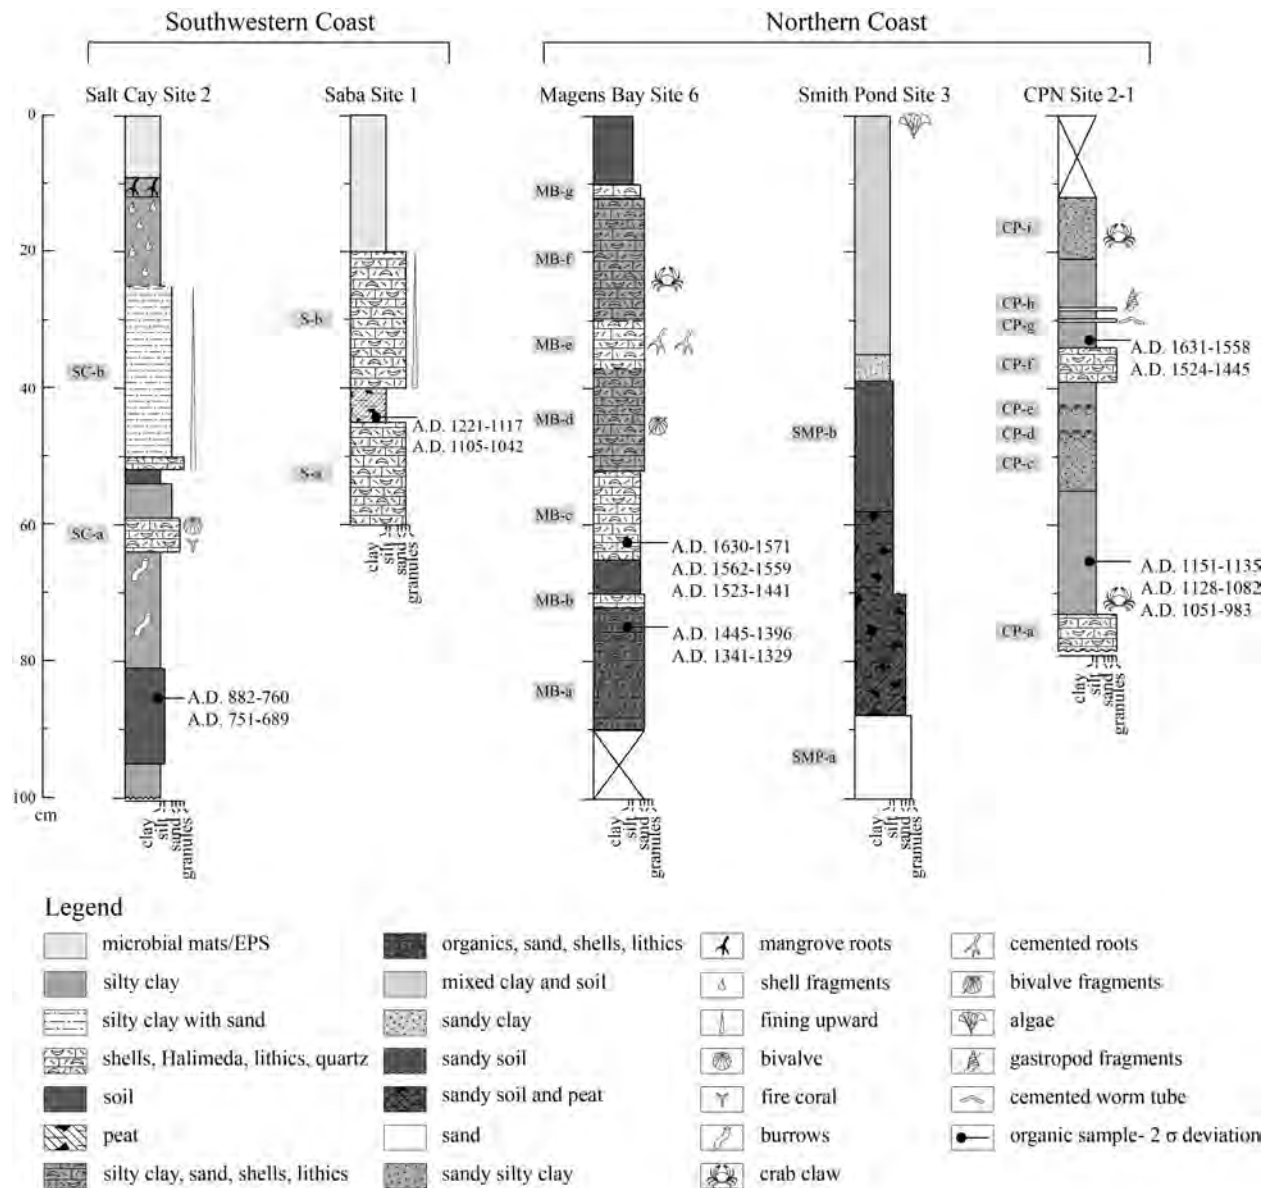 Southwestern Coast
Northern Coast
Salt Cay Site 2
Saba Site 1
Magens Bay Site 6
Smith Pond Site 3
CPN Site 2-1
0
20
40
60
80
100
cm
SC-b
SC-a
A.D. 882-760
A.D. 751-689
clay
silt
sand
granules
S-b
S-a
A.D. 1221-1117
A.D. 1105-1042
clay
silt
sand
granules
MB-g
MB-f
MB-e
MB-d
MB-c
MB-b
MB-a
A.D. 1630-1571
A.D. 1562-1559
A.D. 1523-1441
A.D. 1445-1396
A.D. 1341-1329
clay
silt
sand
granules
SMP-b
SMP-a
clay
silt
sand
granules
CP-i
CP-h
CP-g
CP-f
CP-e
CP-d
CP-c
CP-a
A.D. 1631-1558
A.D. 1524-1445
A.D. 1151-1135
A.D. 1128-1082
A.D. 1051-983
clay
silt
sand
granules
Legend
microbial mats/EPS
silty clay
silty clay with sand
shells, Halimeda, lithics, quartz
soil
peat
silty clay, sand, shells, lithics
organics, sand, shells, lithics
mixed clay and soil
sandy clay
sandy soil
sandy soil and peat
sand
sandy silty clay
mangrove roots
shell fragments
fining upward
bivalve
fire coral
burrows
crab claw
cemented roots
bivalve fragments
algae
gastropod fragments
cemented worm tube
organic sample- 2 σ deviation